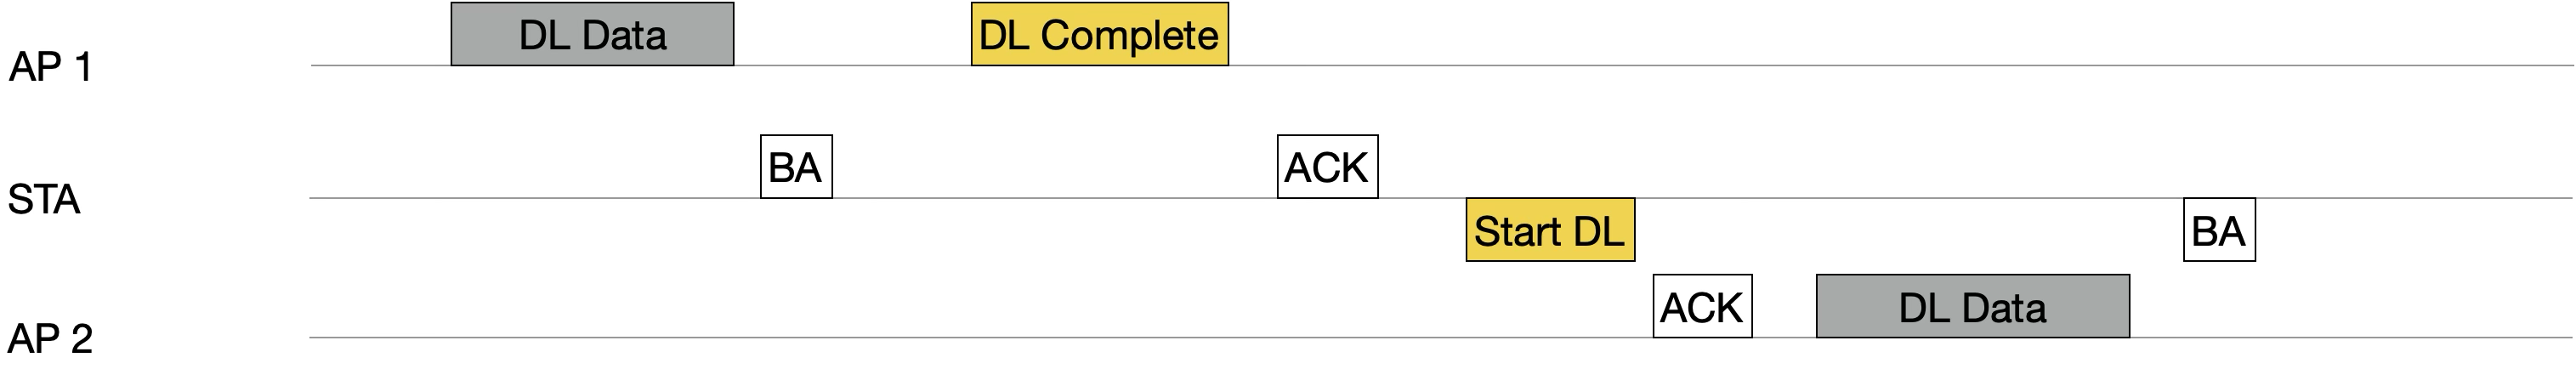 AP 1
DL Data
DL Complete
STA
BA
ACK
Start DL
BA
AP 2
ACK
DL Data